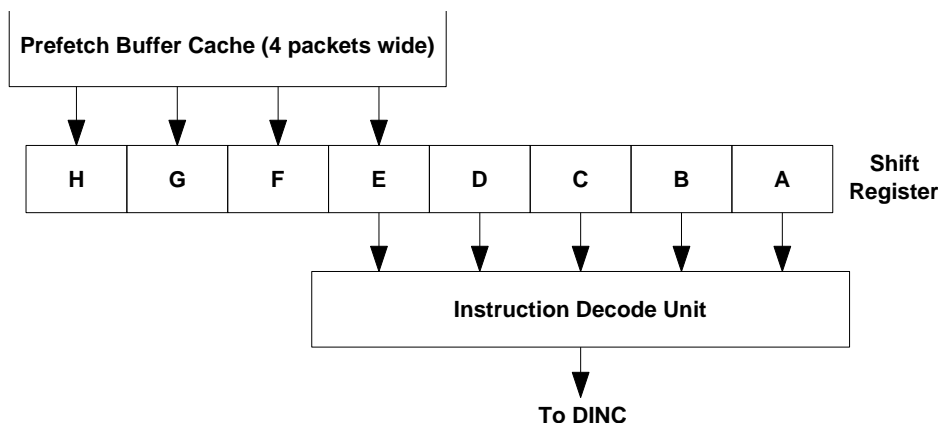 Prefetch Buffer Cache (4 packets wide)
H G F E D C B A
Shift
Register
Instruction Decode Unit
To DINC